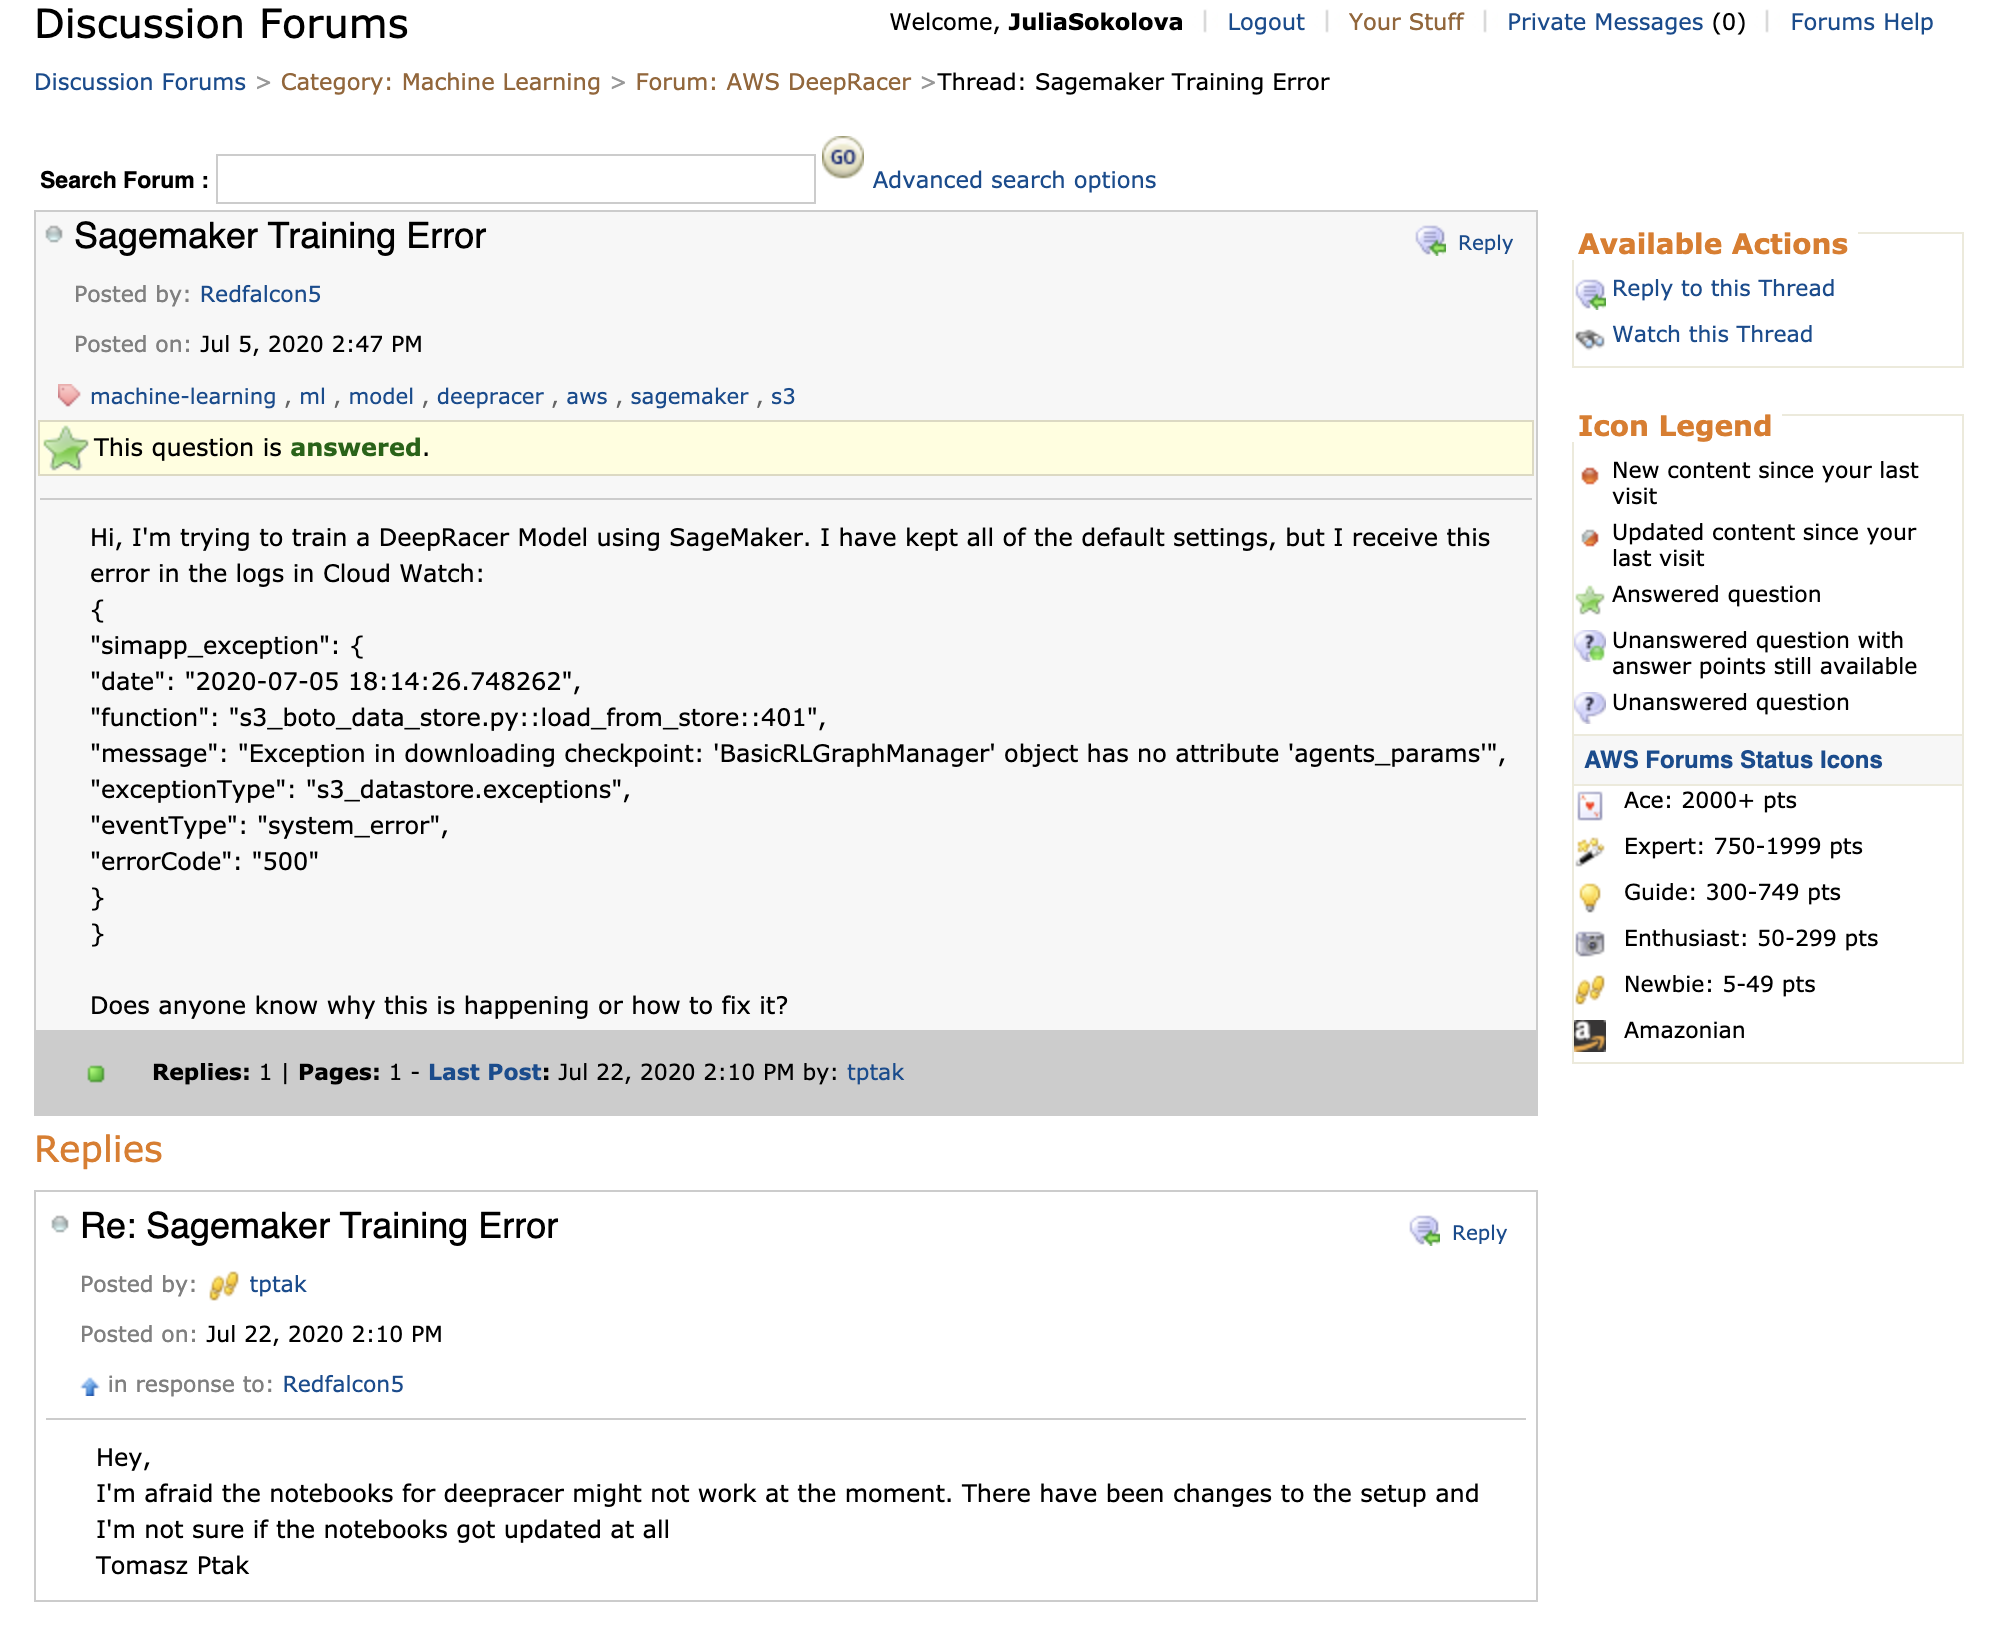 Discussion Forums
Welcome, JuliaSokolova | Logout | Your Stuff | Private Messages (0) | Forums Help
Discussion Forums > Category: Machine Learning > Forum: AWS DeepRacer >Thread: Sagemaker Training Error
Search Forum :
GO
Advanced search options
Sagemaker Training Error
Reply
Posted by: Redfalcon5
Posted on: Jul 5, 2020 2:47 PM
machine-learning , ml , model , deepracer , aws , sagemaker , s3
This question is answered.
Hi, I'm trying to train a DeepRacer Model using SageMaker. I have kept all of the default settings, but I receive this
error in the logs in Cloud Watch:
{
"simapp_exception": {
"date": "2020-07-05 18:14:26.748262",
"function": "s3_boto_data_store.py::load_from_store::401",
"message": "Exception in downloading checkpoint: 'BasicRLGraphManager' object has no attribute 'agents_params'",
"exceptionType": "s3_datastore.exceptions",
"eventType": "system_error",
"errorCode": "500"
}
}
Does anyone know why this is happening or how to fix it?
Replies: 1 | Pages: 1 - Last Post: Jul 22, 2020 2:10 PM by: tptak
Replies
Re: Sagemaker Training Error
Reply
Posted by: tptak
Posted on: Jul 22, 2020 2:10 PM
in response to: Redfalcon5
Hey,
I'm afraid the notebooks for deepracer might not work at the moment. There have been changes to the setup and
I'm not sure if the notebooks got updated at all
Tomasz Ptak
Available Actions
Reply to this Thread
Watch this Thread
Icon Legend
New content since your last
visit
Updated content since your
last visit
Answered question
Unanswered question with
answer points still available
Unanswered question
AWS Forums Status Icons
Ace: 2000+ pts
Expert: 750-1999 pts
Guide: 300-749 pts
Enthusiast: 50-299 pts
Newbie: 5-49 pts
Amazonian